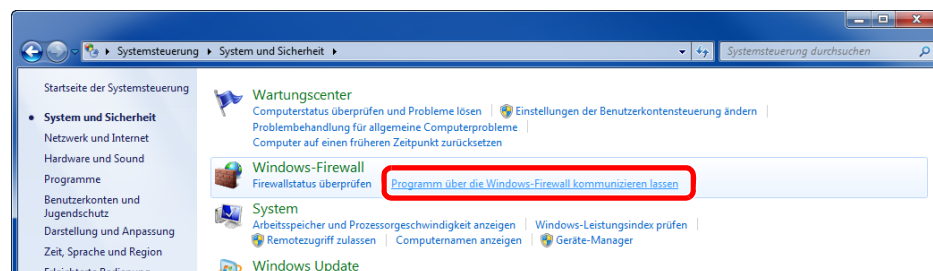 Systemsteuerung ▸ System und Sicherheit ▸
Systemsteuerung durchsuchen
Startseite der Systemsteuerung
System und Sicherheit
Netzwerk und Internet
Hardware und Sound
Programme
Benutzerkonten und
Jugendschutz
Darstellung und Anpassung
Zeit, Sprache und Region
Wartungscenter
Computerstatus überprüfen und Probleme lösen
Einstellungen der Benutzerkontensteuerung ändern
Problembehandlung für allgemeine Computerprobleme
Computer auf einen früheren Zeitpunkt zurücksetzen
Windows-Firewall
Firewallstatus überprüfen
Programm über die Windows-Firewall kommunizieren lassen
System
Arbeitsspeicher und Prozessorgeschwindigkeit anzeigen
Windows-Leistungsindex prüfen
Remotezugriff zulassen
Computernamen anzeigen
Geräte-Manager
Windows Update